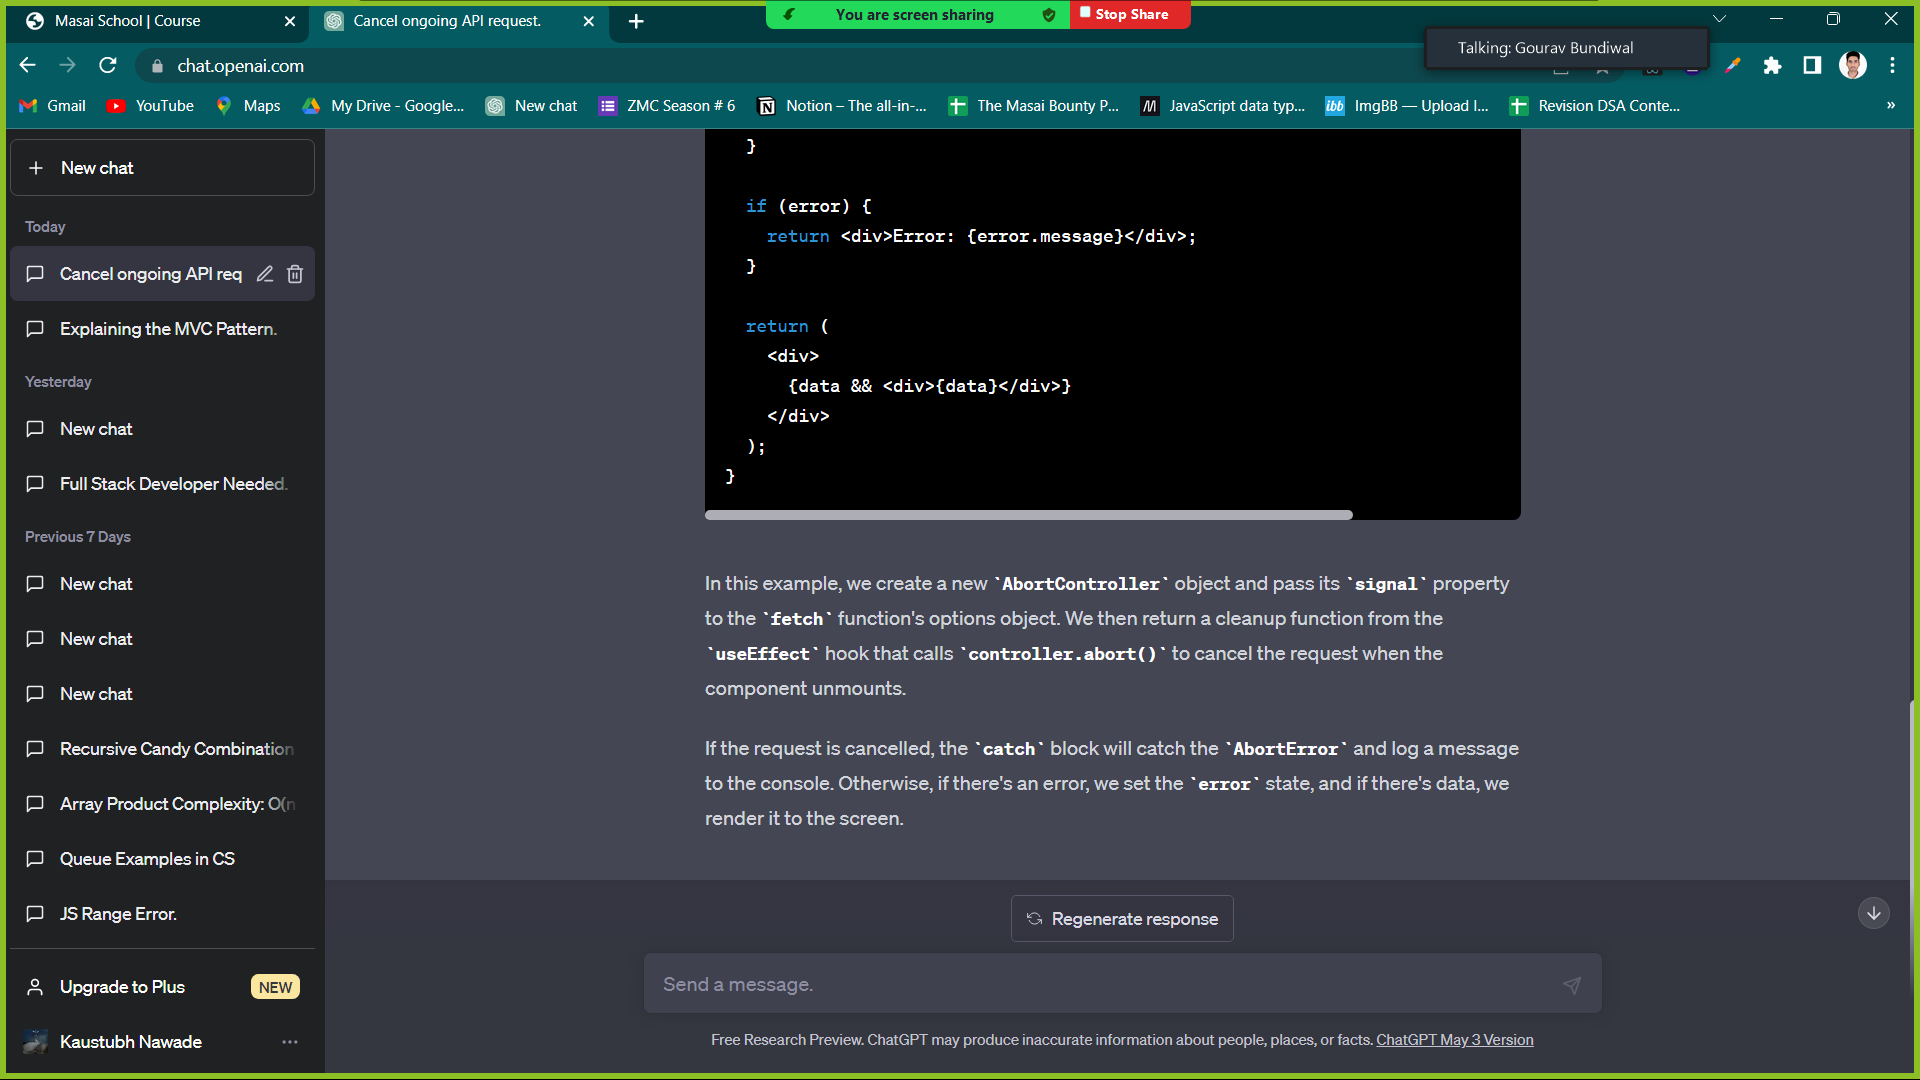 Masai School | Course
Cancel ongoing API request.
You are screen sharing
Stop Share
Talking: Gourav Bundiwal
chat.openai.com
Gmail
YouTube
Maps
My Drive - Google...
New chat
ZMC Season # 6
Notion – The all-in-...
The Masai Bounty P...
JavaScript data typ...
ImgBB — Upload I...
Revision DSA Conte...
»
New chat
Today
Cancel ongoing API req
Explaining the MVC Pattern.
Yesterday
New chat
Full Stack Developer Needed.
Previous 7 Days
New chat
New chat
New chat
Recursive Candy Combination
Array Product Complexity: O(n
Queue Examples in CS
JS Range Error.
Upgrade to Plus
NEW
Kaustubh Nawade
}
if (error) {
return <div>Error: {error.message}</div>;
}
return (
<div>
{data && <div>{data}</div>}
</div>
);
}
In this example, we create a new `AbortController` object and pass its `signal` property
to the `fetch` function's options object. We then return a cleanup function from the
`useEffect` hook that calls `controller.abort()` to cancel the request when the
component unmounts.
If the request is cancelled, the `catch` block will catch the `AbortError` and log a message
to the console. Otherwise, if there's an error, we set the `error` state, and if there's data, we
render it to the screen.
Regenerate response
Send a message.
Free Research Preview. ChatGPT may produce inaccurate information about people, places, or facts. ChatGPT May 3 Version